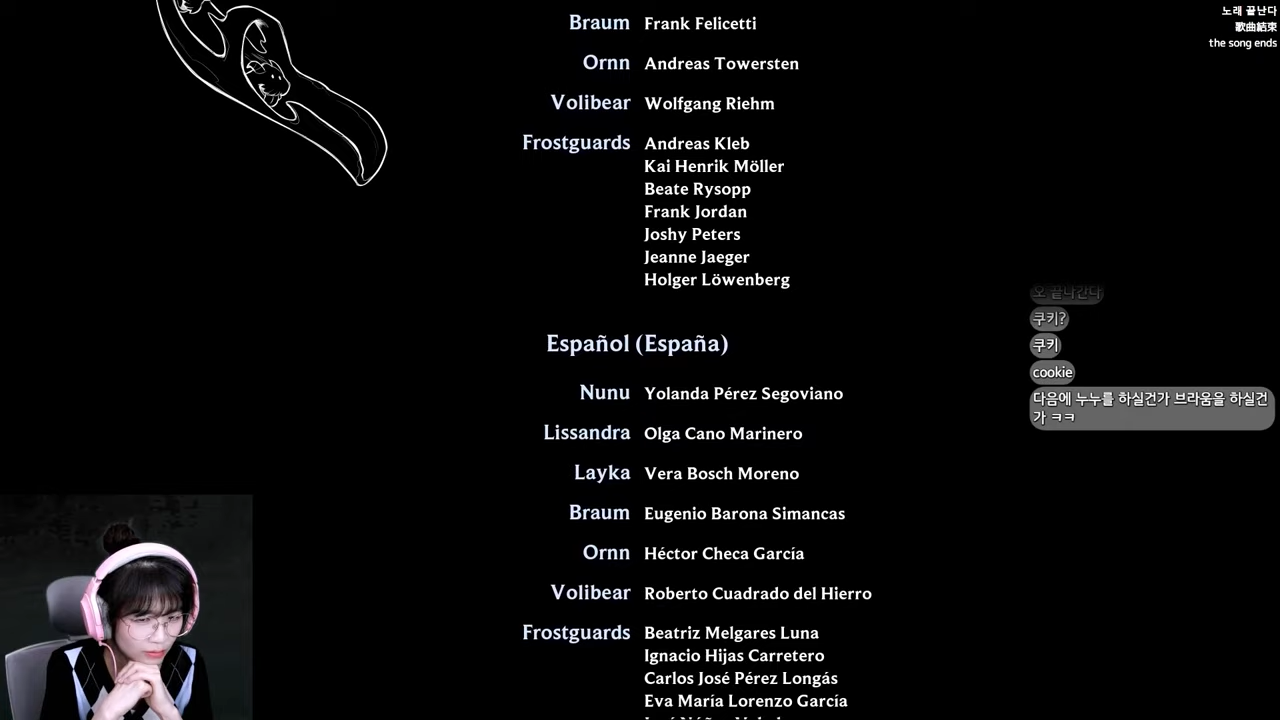 Braum Frank Felicetti
Ornn Andreas Towersten
Volibear Wolfgang Riehm
Frostguards Andreas Kleb
Kai Henrik Möller
Beate Rysopp
Frank Jordan
Joshy Peters
Jeanne Jaeger
Holger Löwenberg
Español (España)
Nunu Yolanda Pérez Segoviano
Lissandra Olga Cano Marinero
Layka Vera Bosch Moreno
Braum Eugenio Barona Simancas
Ornn Héctor Checa García
Volibear Roberto Cuadrado del Hierro
Frostguards Beatriz Melgares Luna
Ignacio Hijas Carretero
Carlos José Pérez Longás
Eva María Lorenzo García
노래 끝난다
歌曲結束
the song ends
오 끝나간다
쿠키?
쿠키
cookie
다음에 누누를 하실건가 브라움을 하실건
가 ㅋㅋ